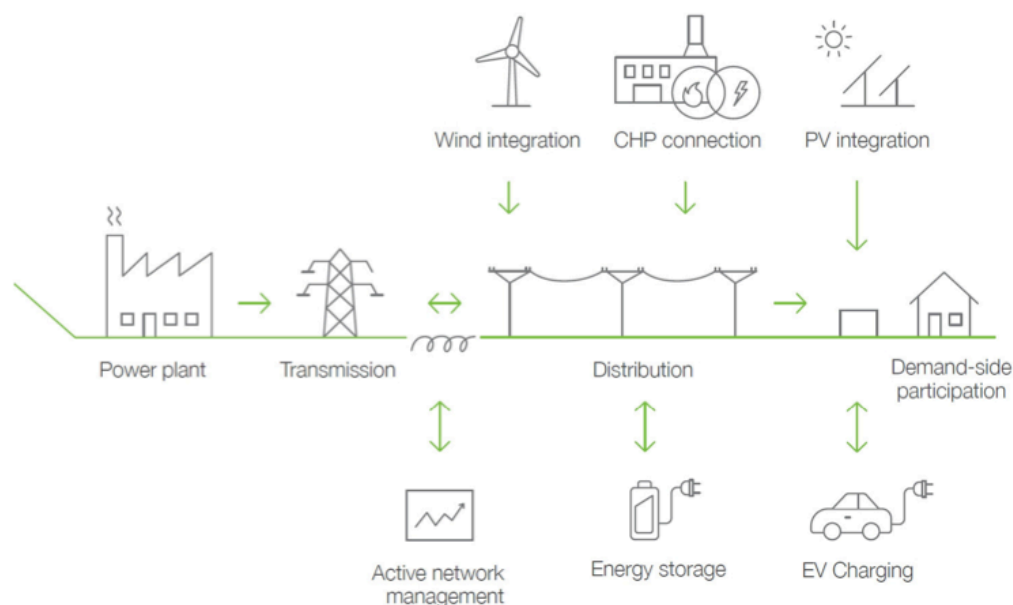 Wind integration
CHP connection
PV integration
Power plant
Transmission
Distribution
Demand-side
participation
Active network
management
Energy storage
EV Charging